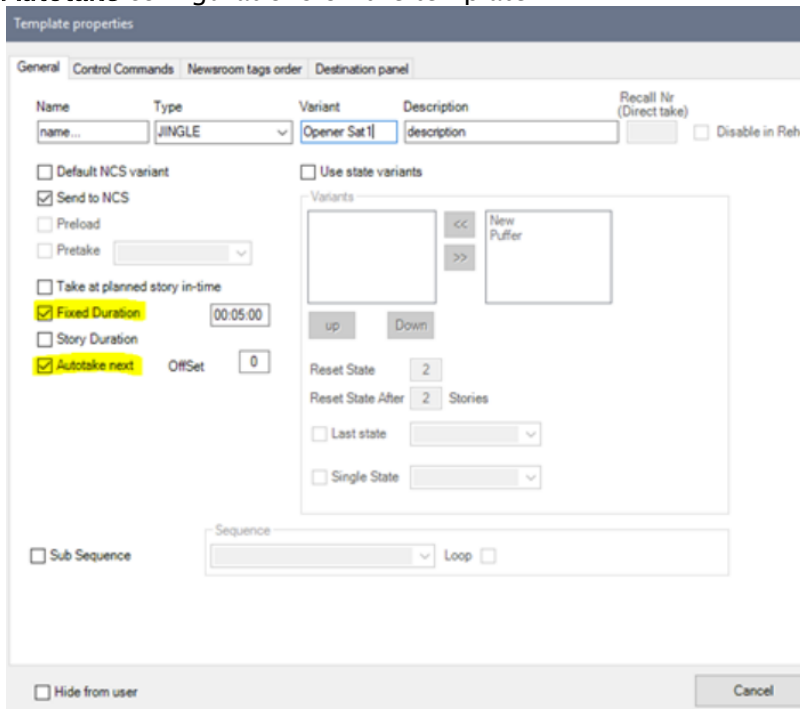 Template properties
General Control Commands Newsroom tags order Destination panel
Name Type Variant Description Recall Nr
(Direct take)
name... JINGLE Opener Sat1 description Disable in Reh
Default NCS variant Use state variants
Send to NCS Variants
Preload << New
Puffer
Pretake >>
Take at planned story in-time
Fixed Duration 00:05:00 up Down
Story Duration
Autotake next OffSet 0 Reset State 2
Reset State After 2 Stories
Last state
Single State
Sequence
Sub Sequence Loop
Hide from user Cancel